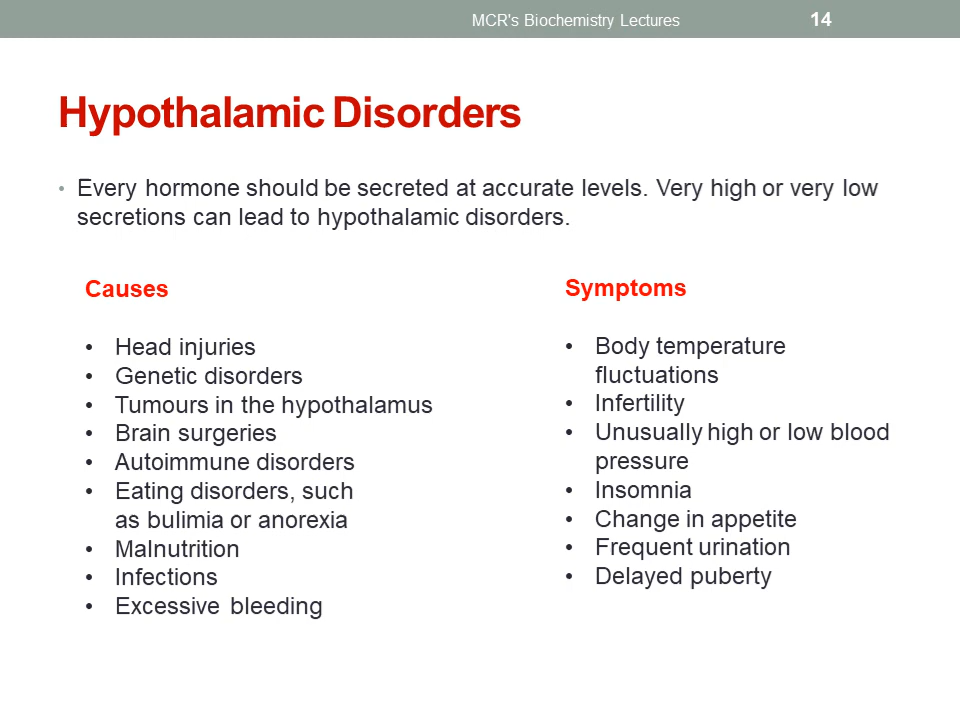 MCR's Biochemistry Lectures 14
Hypothalamic Disorders
• Every hormone should be secreted at accurate levels. Very high or very low
secretions can lead to hypothalamic disorders.
Causes
• Head injuries
• Genetic disorders
• Tumours in the hypothalamus
• Brain surgeries
• Autoimmune disorders
• Eating disorders, such
as bulimia or anorexia
• Malnutrition
• Infections
• Excessive bleeding
Symptoms
• Body temperature
fluctuations
• Infertility
• Unusually high or low blood
pressure
• Insomnia
• Change in appetite
• Frequent urination
• Delayed puberty